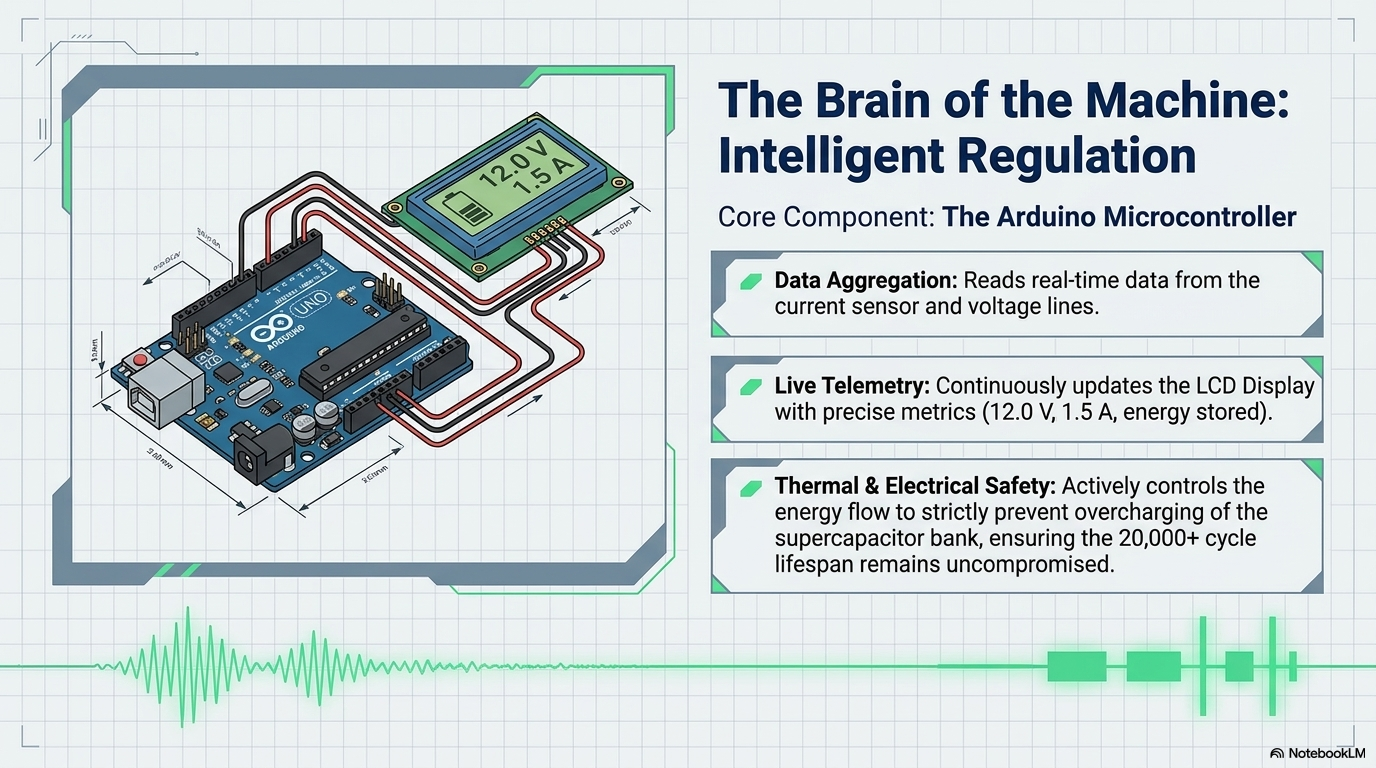 The Brain of the Machine:
Intelligent Regulation
Core Component: The Arduino Microcontroller
12.0 V
1.5 A
UNO
ARDUINO
Data Aggregation: Reads real-time data from the
current sensor and voltage lines.
Live Telemetry: Continuously updates the LCD Display
with precise metrics (12.0 V, 1.5 A, energy stored).
Thermal & Electrical Safety: Actively controls the
energy flow to strictly prevent overcharging of the
supercapacitor bank, ensuring the 20,000+ cycle
lifespan remains uncompromised.
NotebookLM